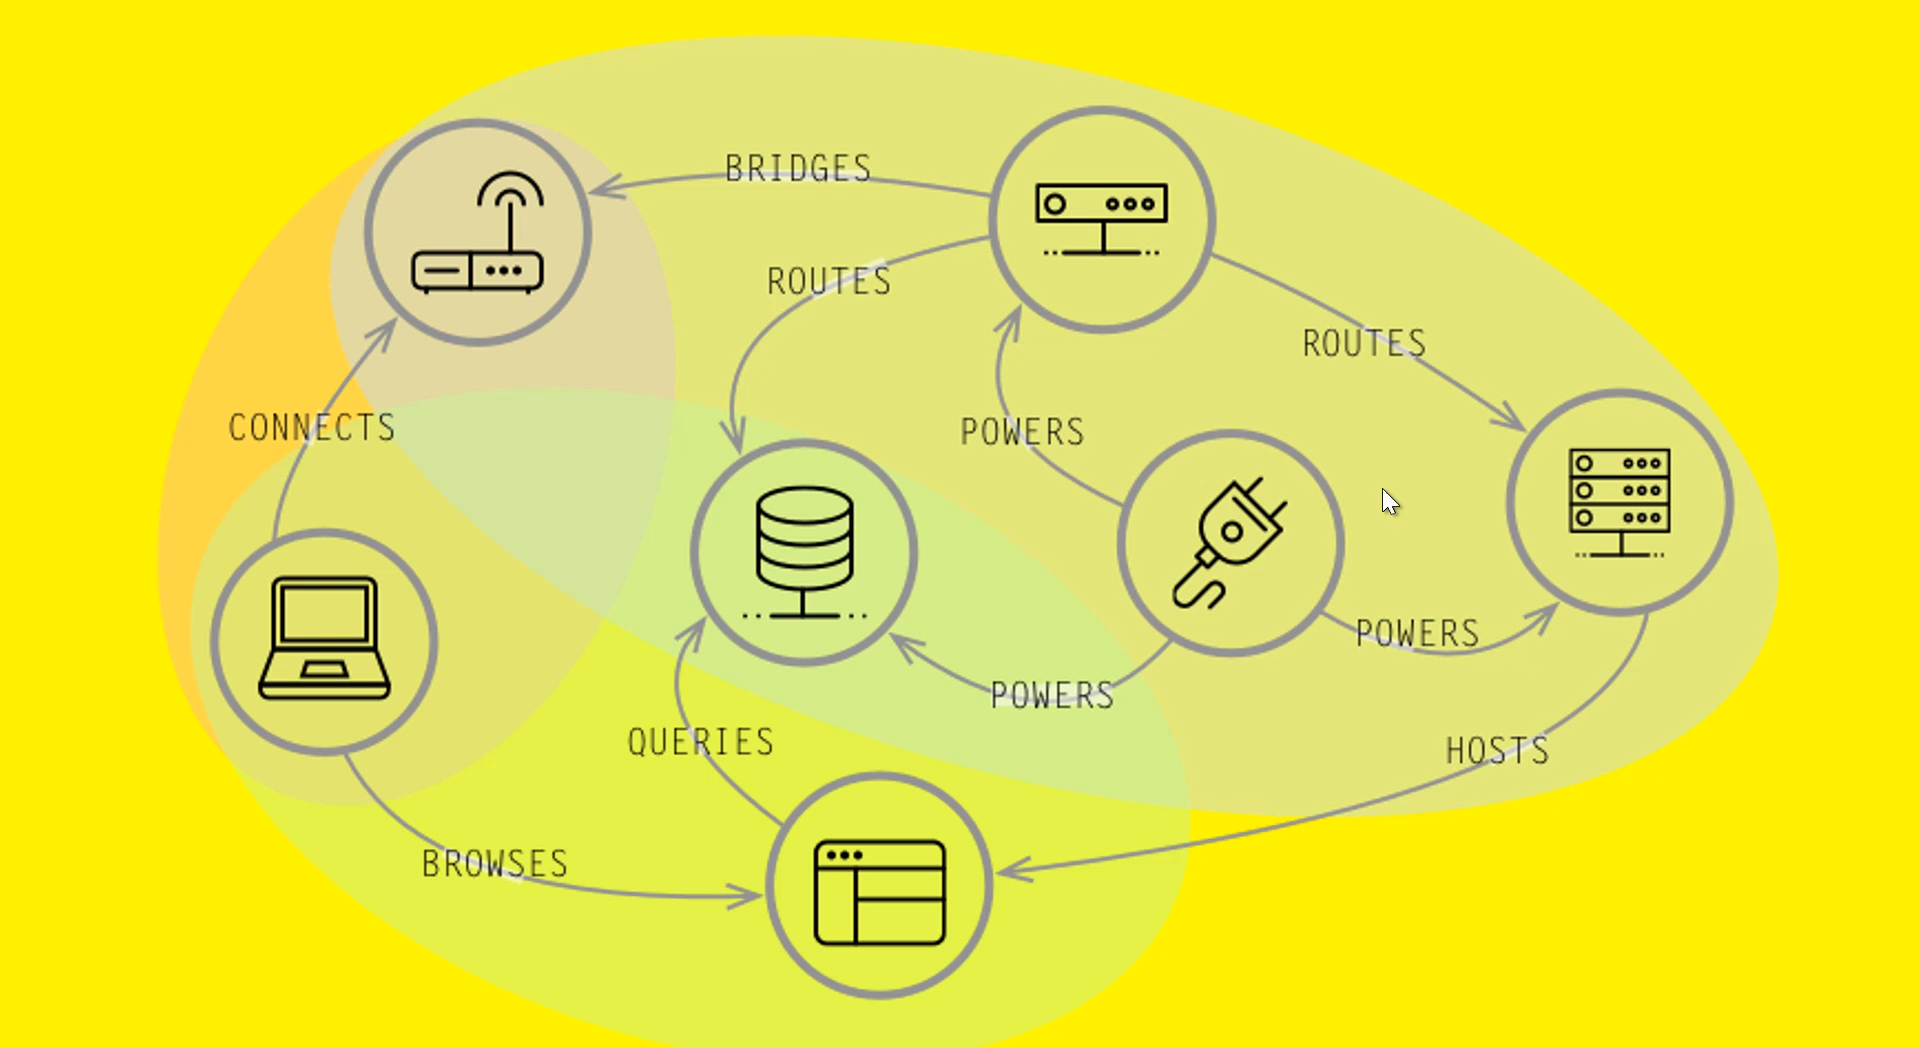 BRIDGES
ROUTES
ROUTES
CONNECTS
POWERS
POWERS
POWERS
QUERIES
HOSTS
BROWSES